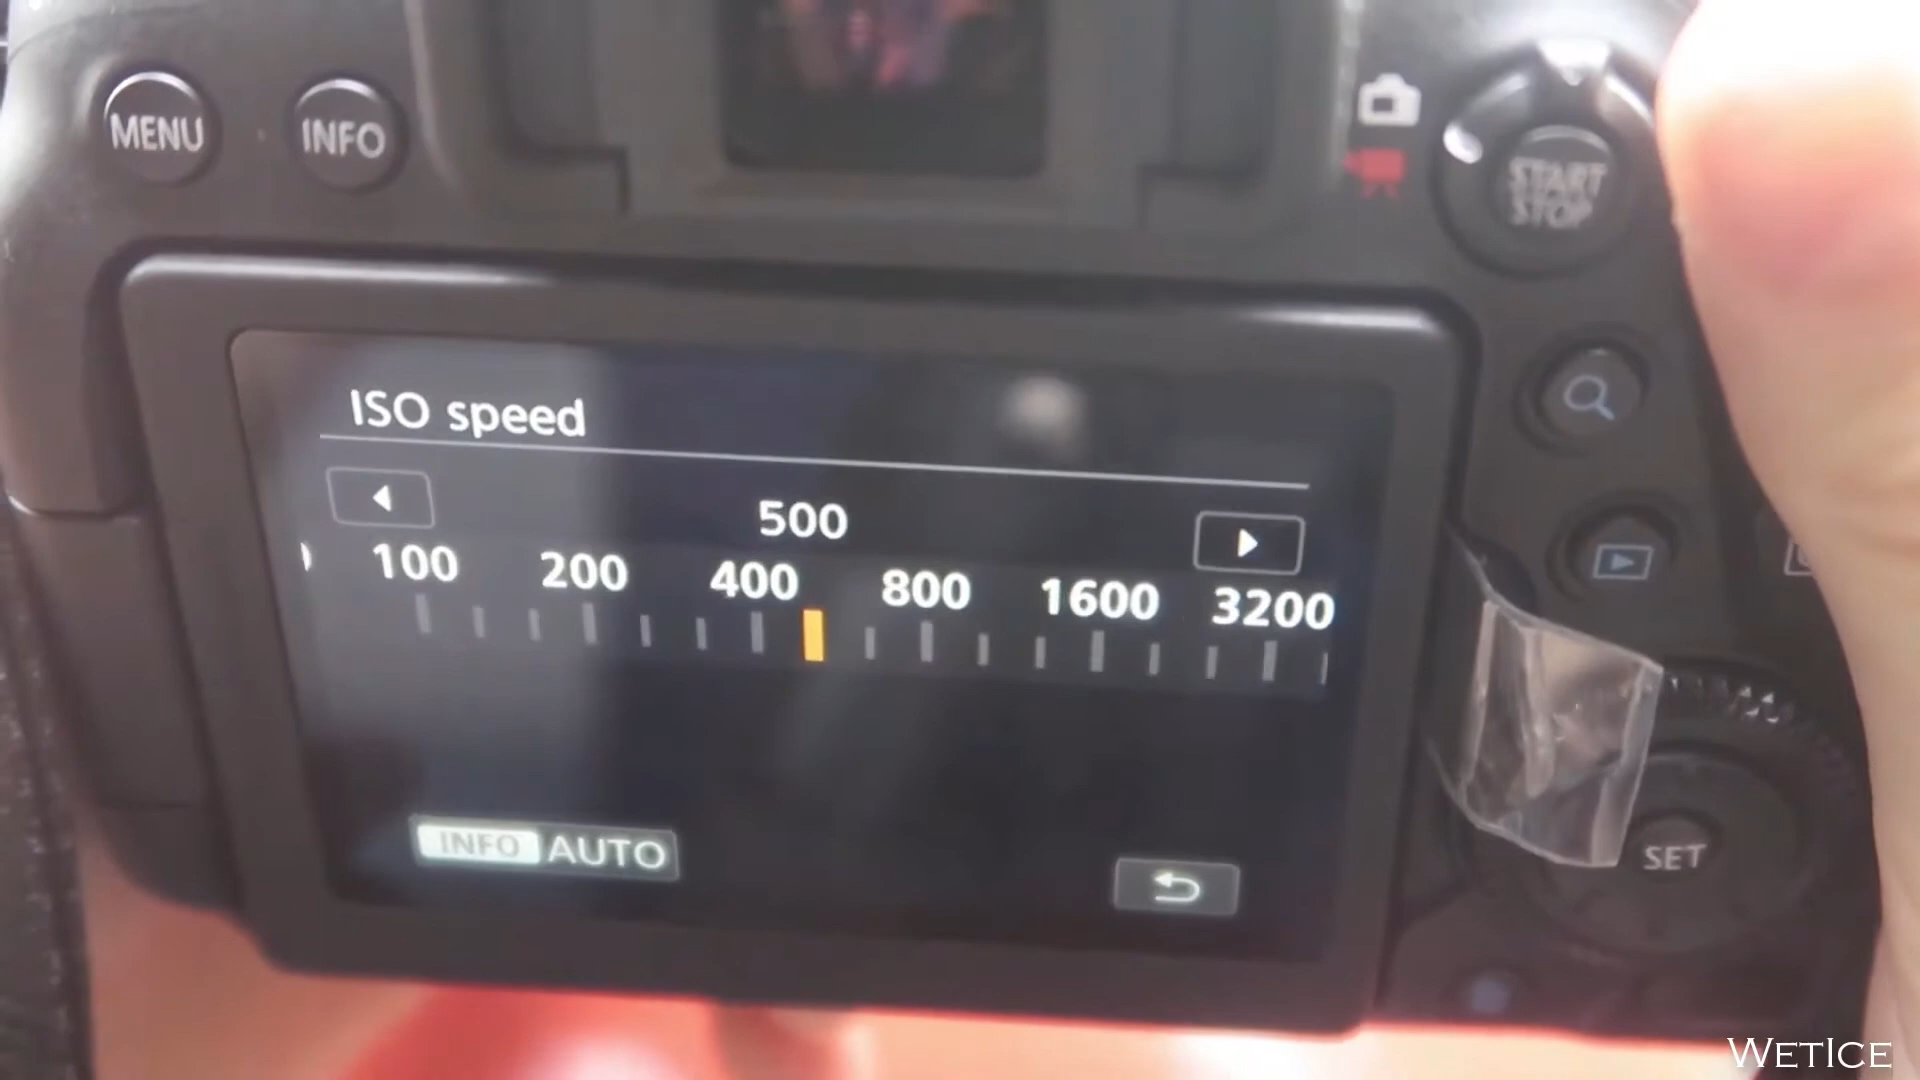 MENU
INFO
START
STOP
ISO speed
500
100 200 400 800 1600 3200
INFO AUTO
SET
WETICE